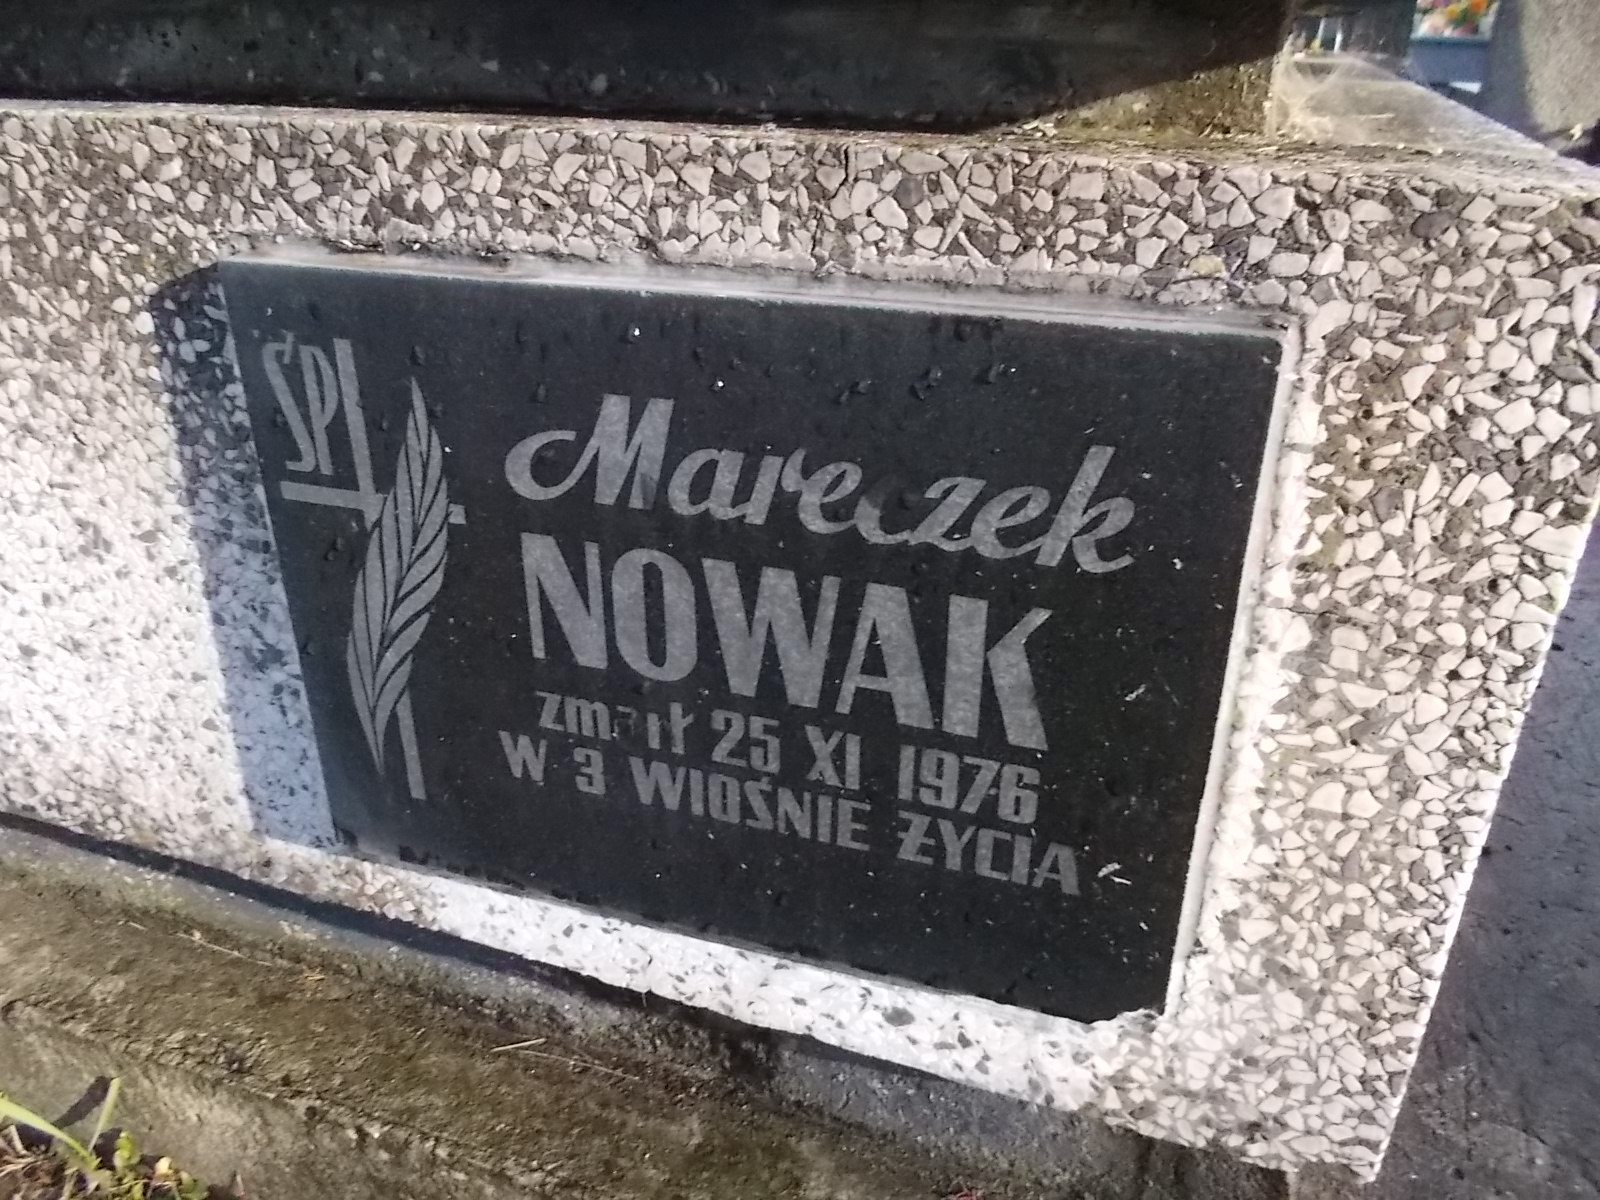 ŚP
Mareczek
NOWAK
zmarł 25 XI 1976
W 3 WIOŚNIE ŻYCIA